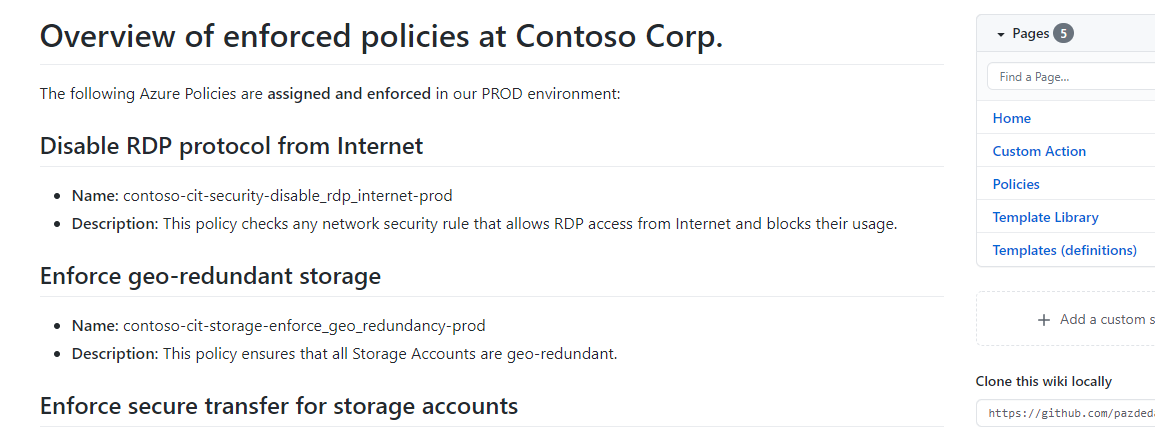 Overview of enforced policies at Contoso Corp.
The following Azure Policies are assigned and enforced in our PROD environment:
Disable RDP protocol from Internet
Name: contoso-cit-security-disable_rdp_internet-prod
Description: This policy checks any network security rule that allows RDP access from Internet and blocks their usage.
Enforce geo-redundant storage
Name: contoso-cit-storage-enforce_geo_redundancy-prod
Description: This policy ensures that all Storage Accounts are geo-redundant.
Enforce secure transfer for storage accounts
Pages 5
Find a Page...
Home
Custom Action
Policies
Template Library
Templates (definitions)
Add a custom s
Clone this wiki locally
https://github.com/pazded